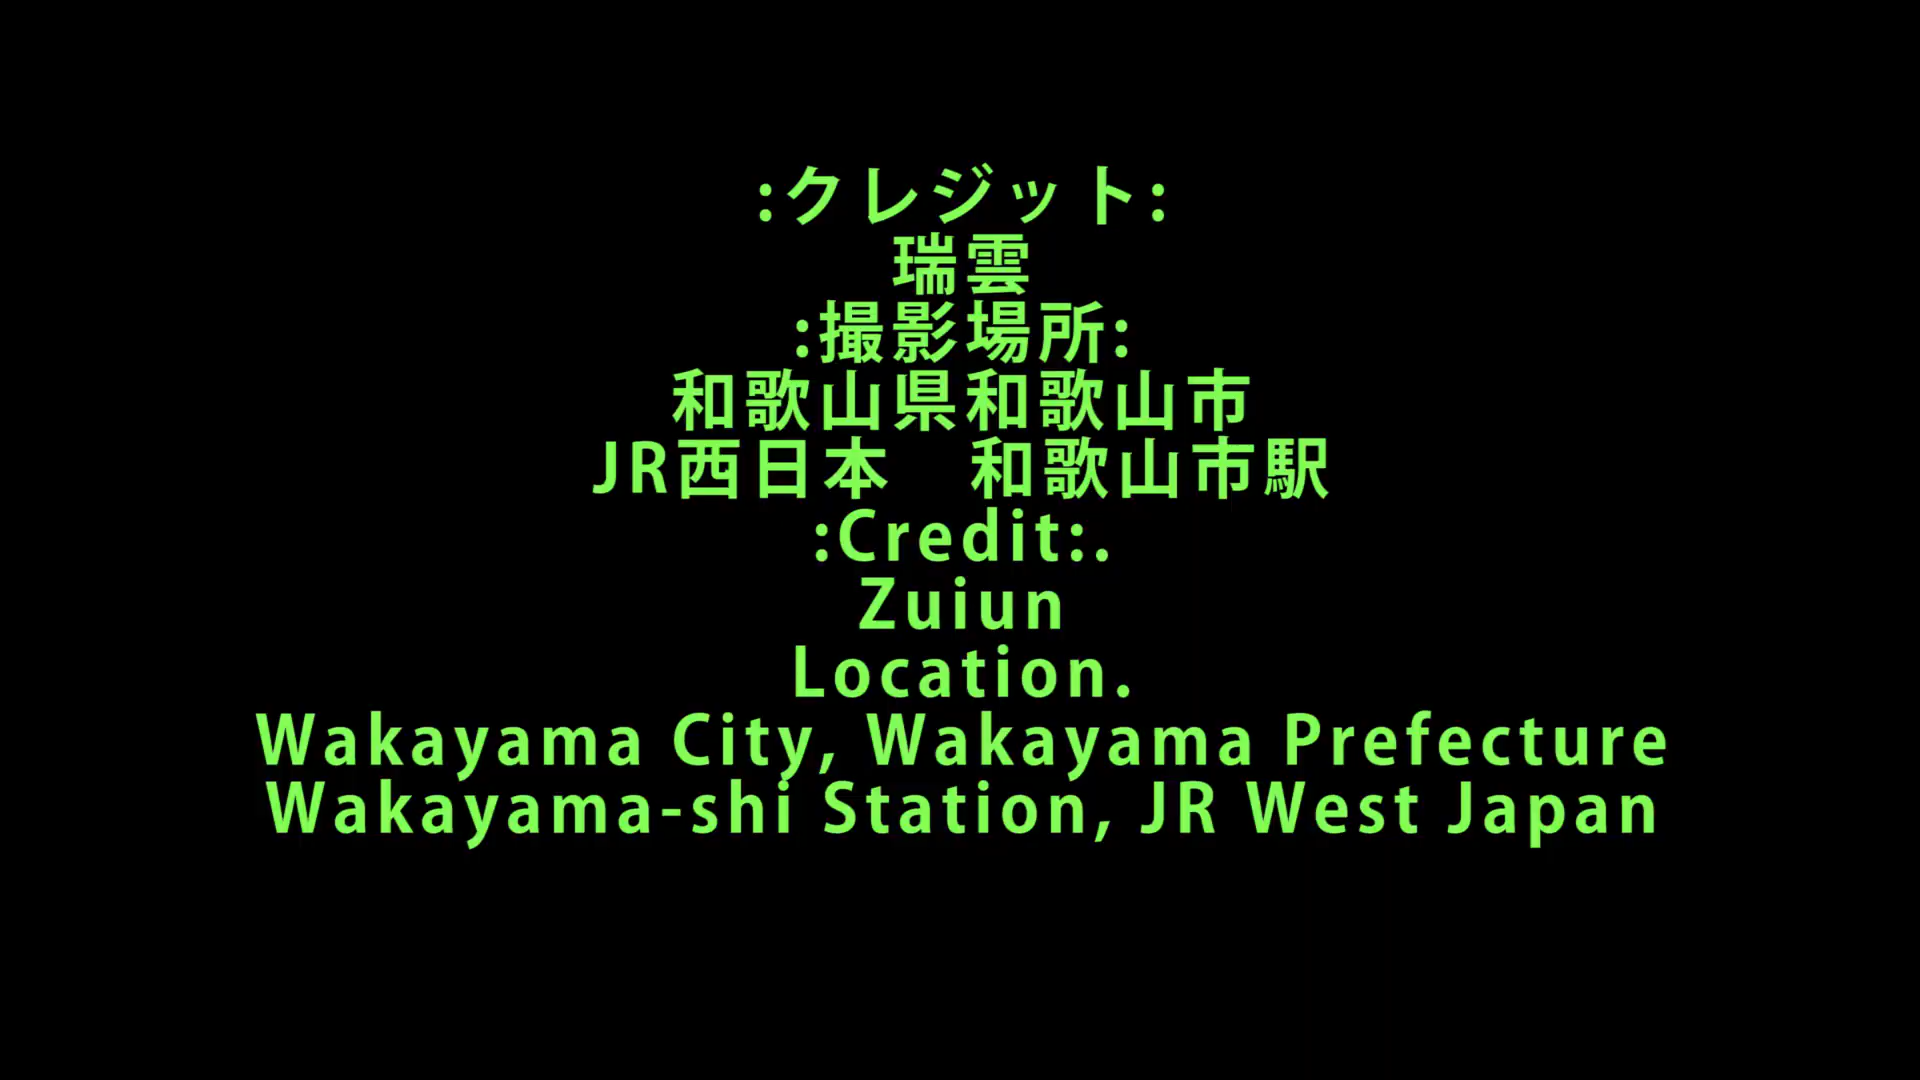 :クレジット:
瑞雲
:撮影場所:
和歌山県和歌山市
JR西日本　和歌山市駅
:Credit:.
Zuiun
Location.
Wakayama City, Wakayama Prefecture
Wakayama-shi Station, JR West Japan